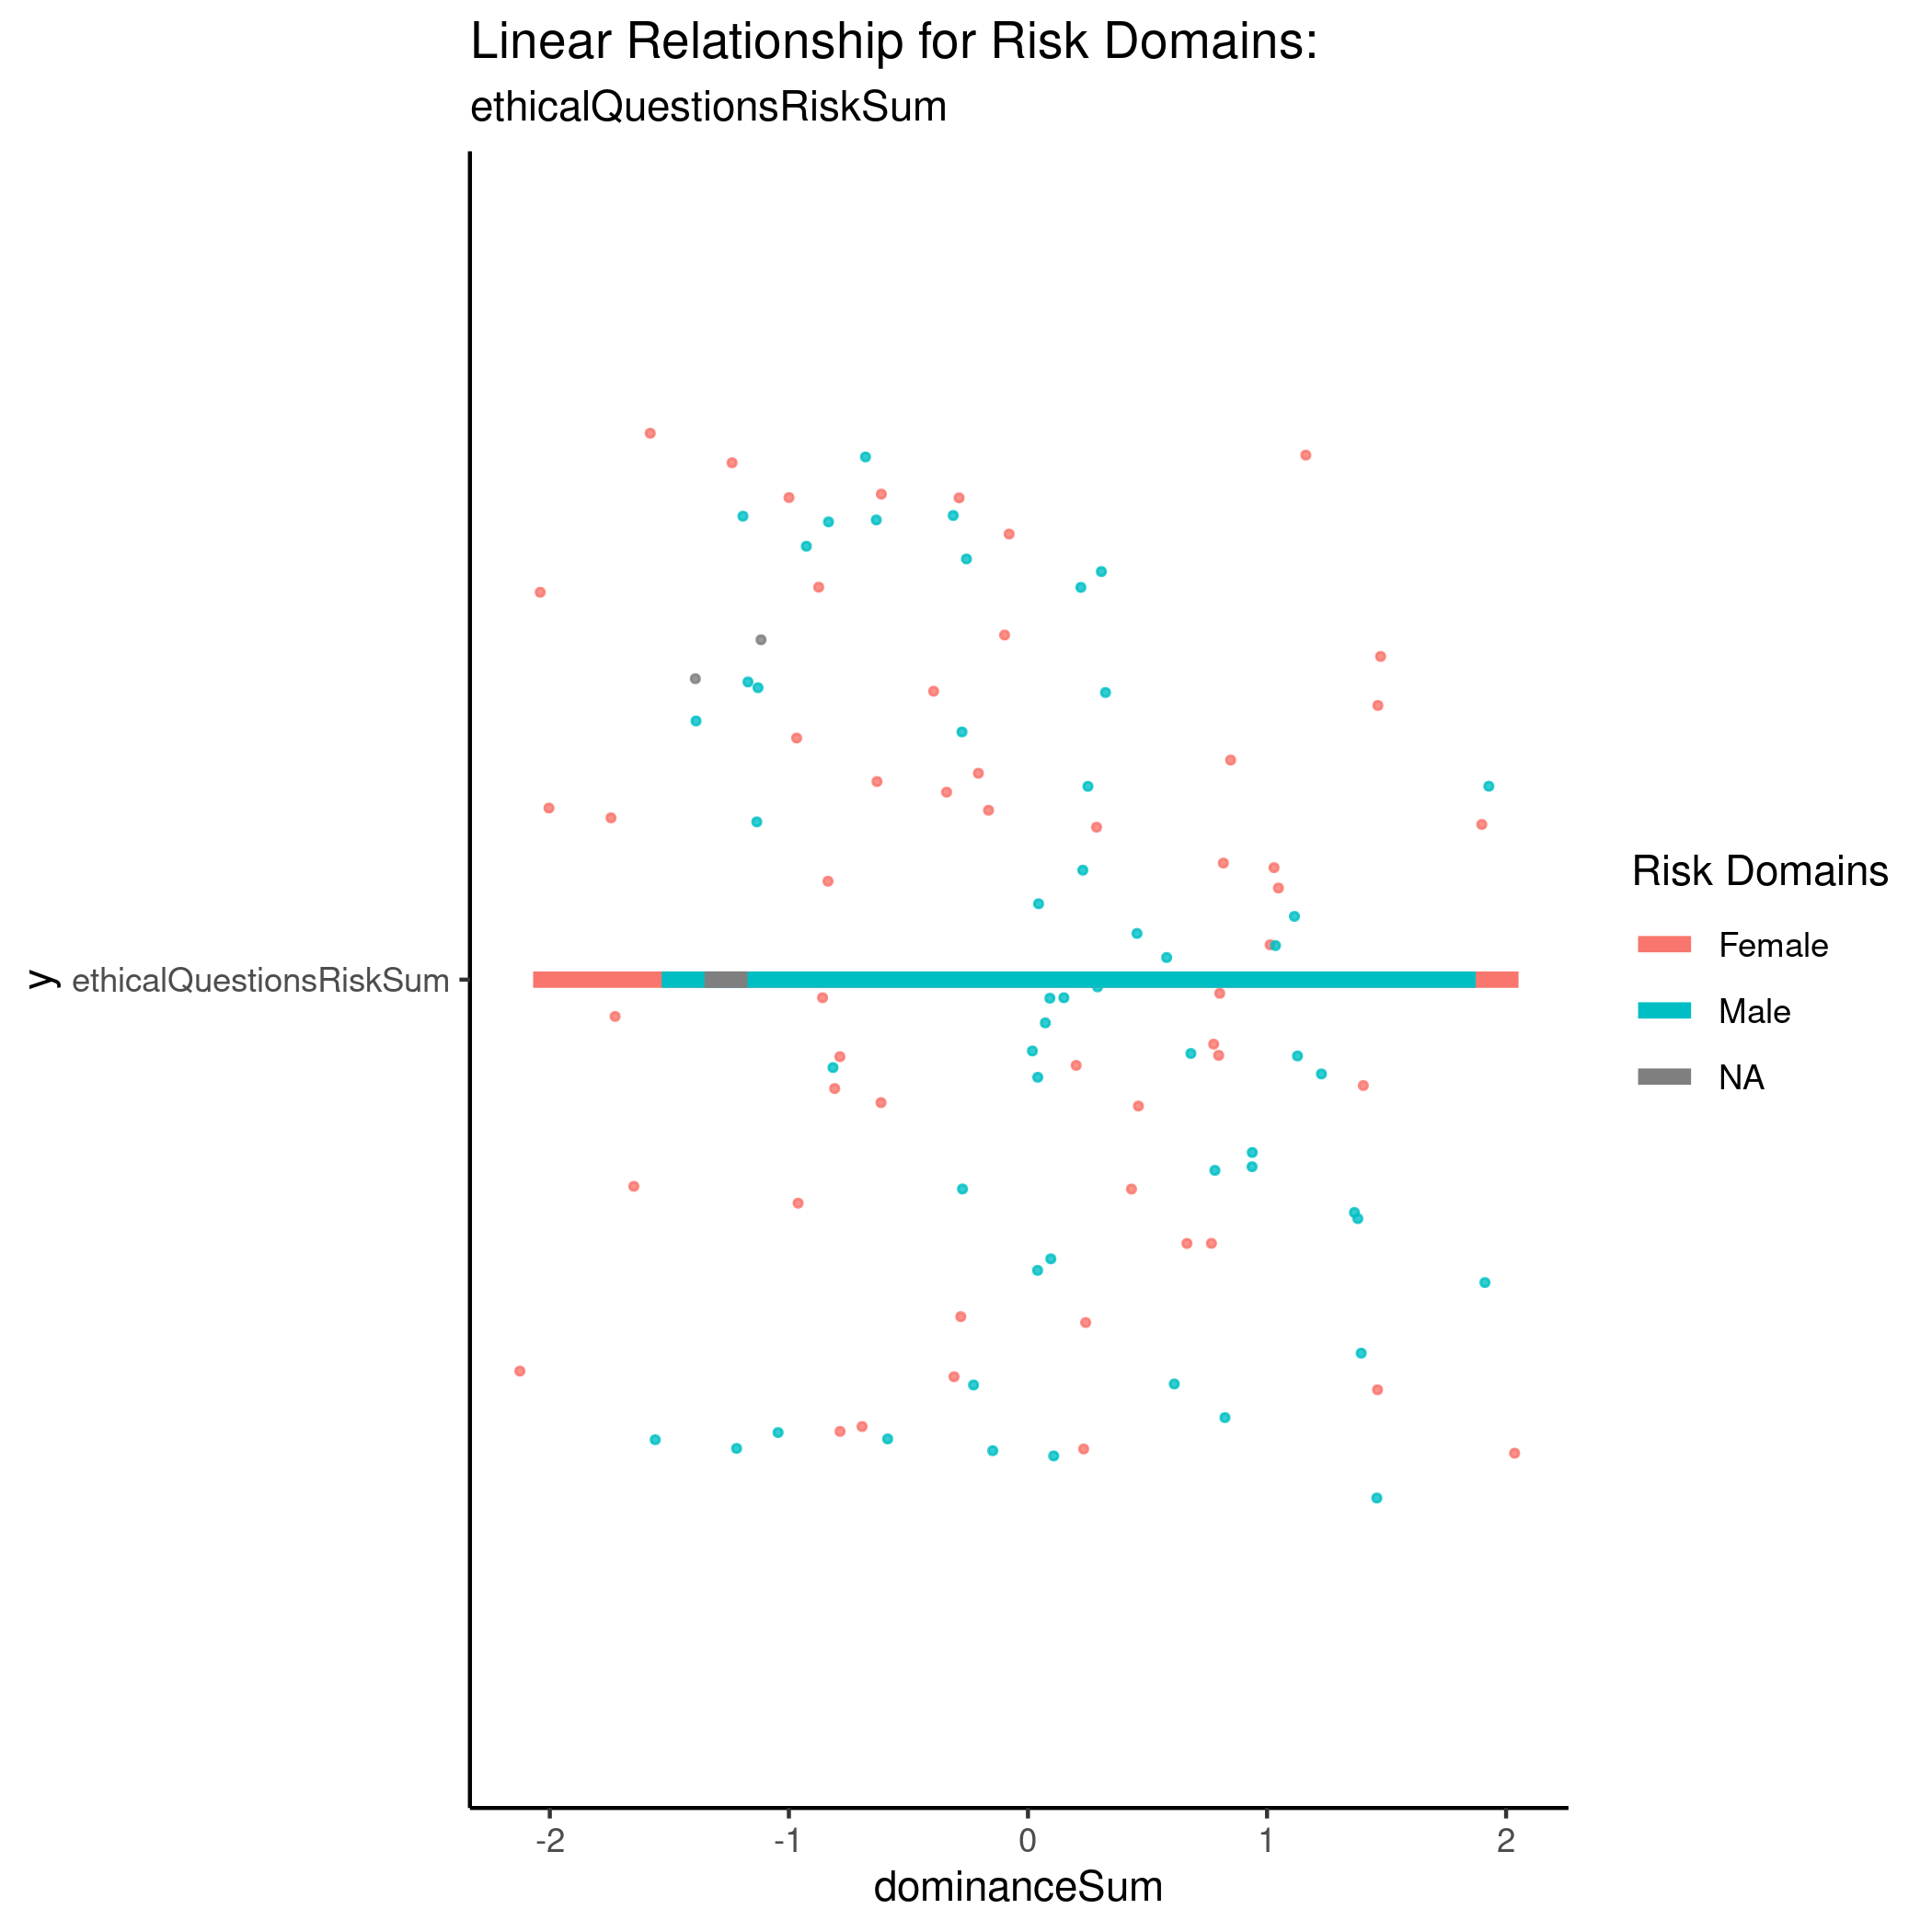 Linear Relationship for Risk Domains:
ethicalQuestionsRiskSum
y
ethicalQuestionsRiskSum
Risk Domains
Female
Male
NA
-2
-1
0
1
2
dominanceSum